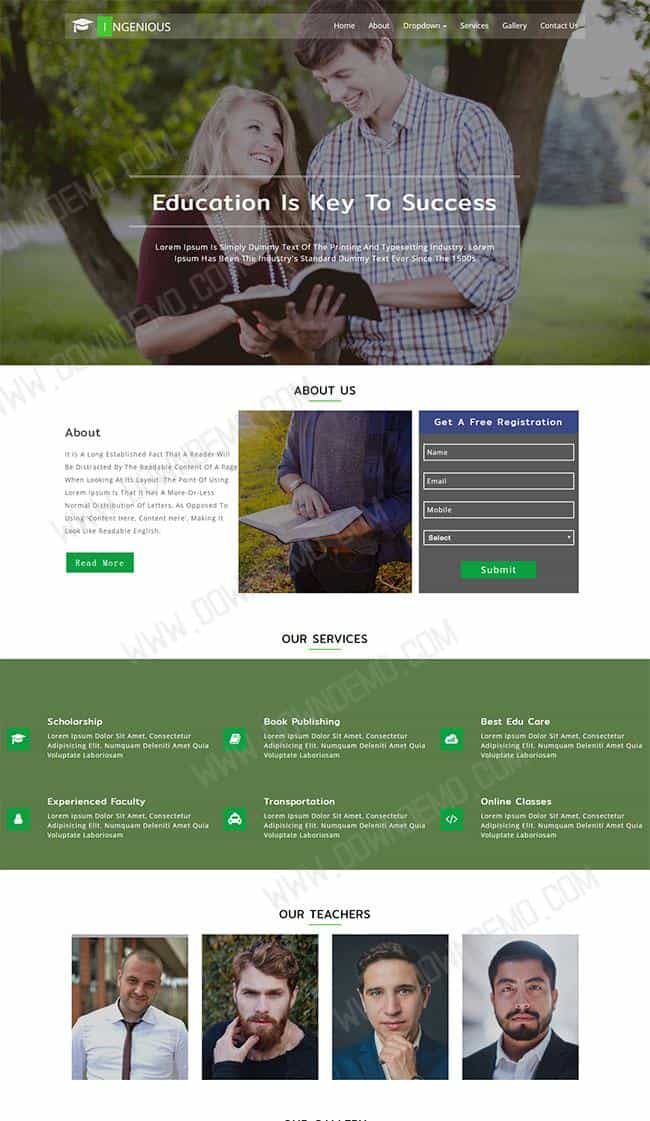 INGENIOUS
Home About Dropdown Services Gallery Contact Us
Education Is Key To Success
Lorem Ipsum Is Simply Dummy Text Of The Printing And Typesetting Industry. Lorem
Ipsum Has Been The Industry's Standard Dummy Text Ever Since The 1500s
ABOUT US
About
It Is A Long Established Fact That A Reader Will
Be Distracted By The Readable Content Of A Page
When Looking At Its Layout. The Point Of Using
Lorem Ipsum Is That It Has A More-Or-Less
Normal Distribution Of Letters, As Opposed To
Using 'Content Here, Content Here', Making It
Look Like Readable English.
Read More
Get A Free Registration
Name
Email
Mobile
Select
Submit
OUR SERVICES
Scholarship
Lorem Ipsum Dolor Sit Amet, Consectetur
Adipisicing Elit. Numquam Deleniti Amet Quia
Voluptate Laboriosam
Book Publishing
Lorem Ipsum Dolor Sit Amet, Consectetur
Adipisicing Elit. Numquam Deleniti Amet Quia
Voluptate Laboriosam
Best Edu Care
Lorem Ipsum Dolor Sit Amet, Consectetur
Adipisicing Elit. Numquam Deleniti Amet Quia
Voluptate Laboriosam
Experienced Faculty
Lorem Ipsum Dolor Sit Amet, Consectetur
Adipisicing Elit. Numquam Deleniti Amet Quia
Voluptate Laboriosam
Transportation
Lorem Ipsum Dolor Sit Amet, Consectetur
Adipisicing Elit. Numquam Deleniti Amet Quia
Voluptate Laboriosam
Online Classes
Lorem Ipsum Dolor Sit Amet, Consectetur
Adipisicing Elit. Numquam Deleniti Amet Quia
Voluptate Laboriosam
OUR TEACHERS
WWW.DOWNDEMO.COM